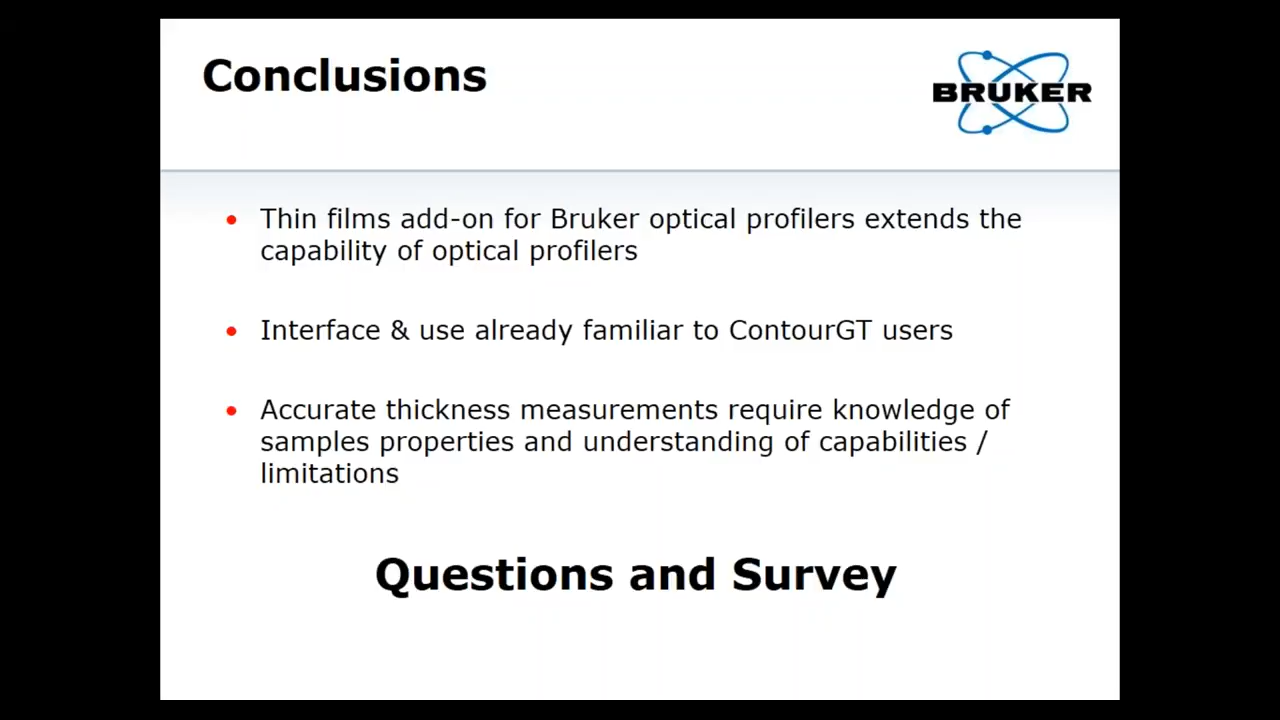 Conclusions
BRUKER
Thin films add-on for Bruker optical profilers extends the
capability of optical profilers
Interface & use already familiar to ContourGT users
Accurate thickness measurements require knowledge of
samples properties and understanding of capabilities /
limitations
Questions and Survey